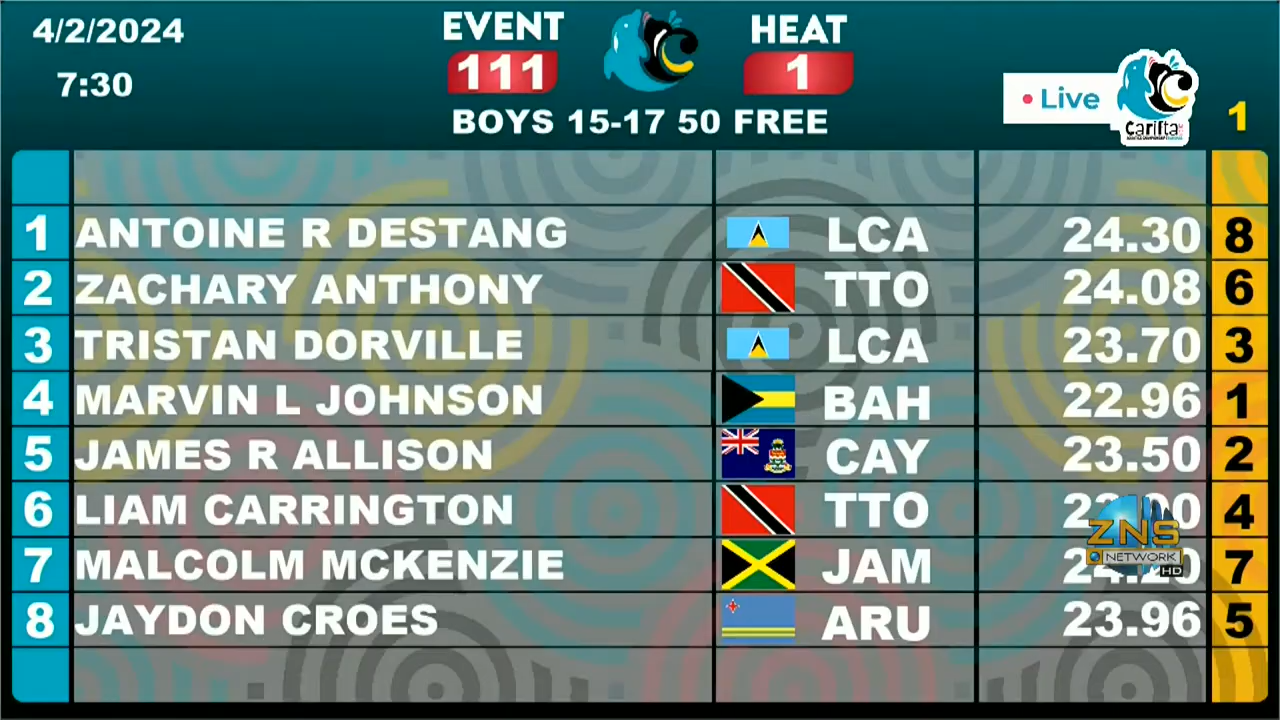 4/2/2024
7:30
EVENT
111
HEAT
1
BOYS 15-17 50 FREE
Live
Carifta
1
1 ANTOINE R DESTANG LCA 24.30 8
2 ZACHARY ANTHONY TTO 24.08 6
3 TRISTAN DORVILLE LCA 23.70 3
4 MARVIN L JOHNSON BAH 22.96 1
5 JAMES R ALLISON CAY 23.50 2
6 LIAM CARRINGTON TTO 4
7 MALCOLM MCKENZIE JAM 7
8 JAYDON CROES ARU 23.96 5
ZNS
NETWORK
HD